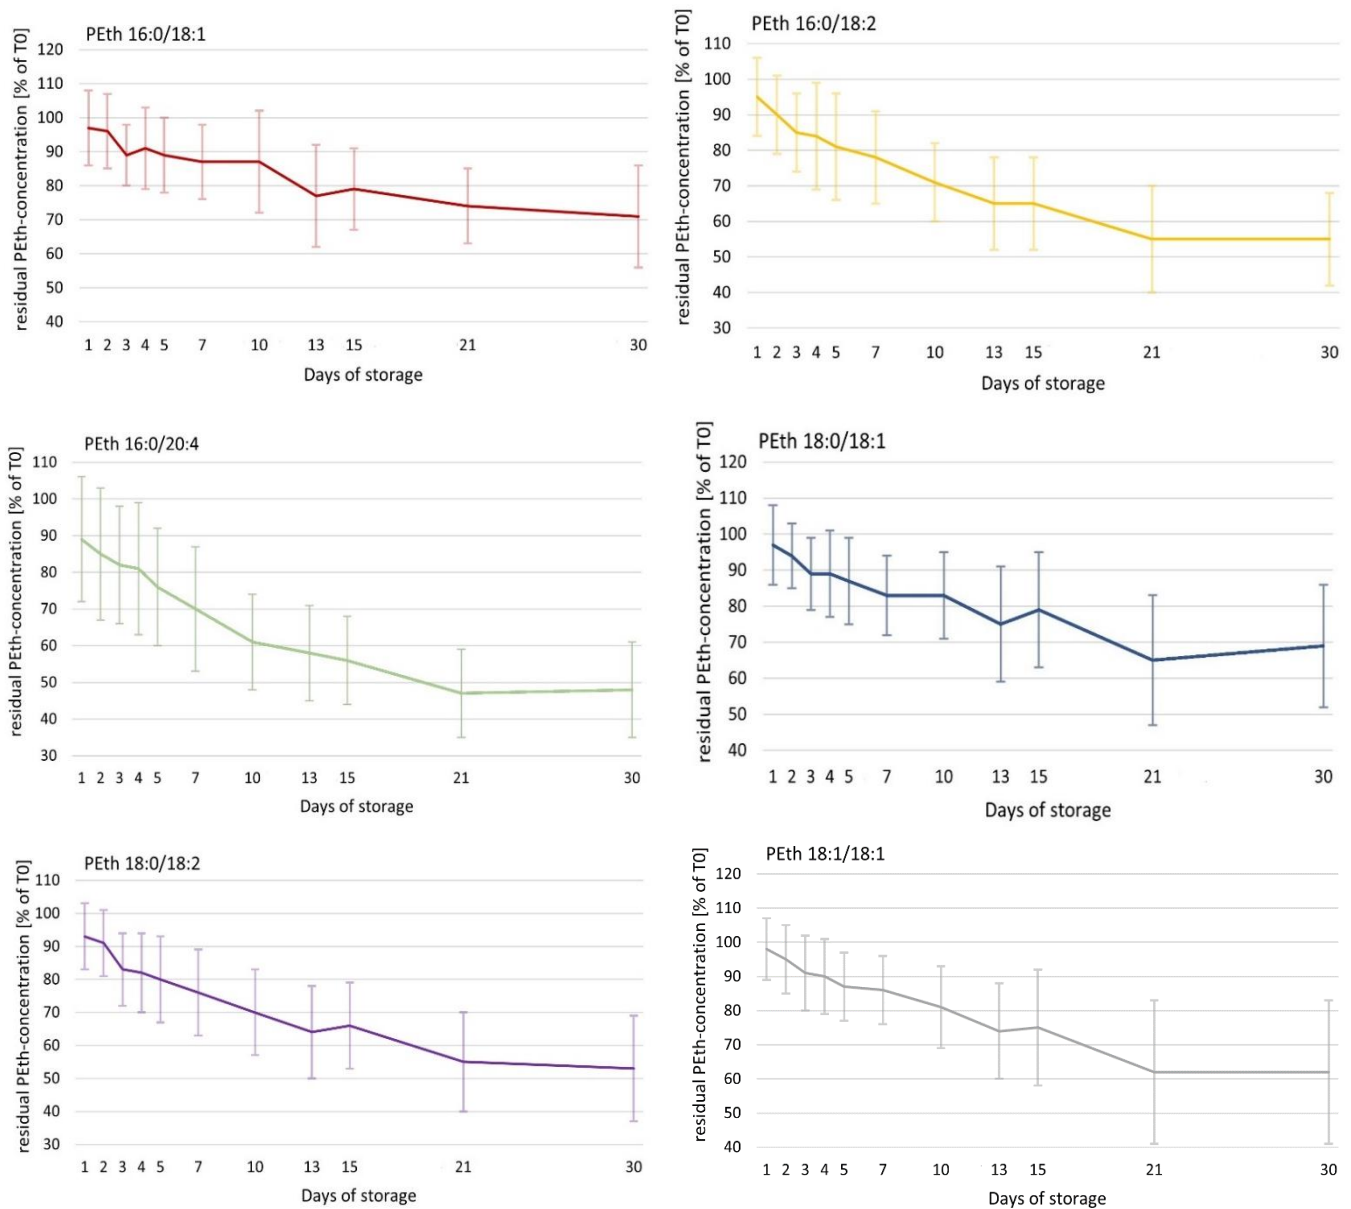 PEth 16:0/18:1
residual PEth-concentration [% of T0]
120
110
100
90
80
70
60
50
40
1 2 3 4 5 7 10 13 15 21 30
Days of storage
PEth 16:0/18:2
residual PEth-concentration [% of T0]
110
100
90
80
70
60
50
40
30
1 2 3 4 5 7 10 13 15 21 30
Days of storage
PEth 16:0/20:4
residual PEth-concentration [% of T0]
110
100
90
80
70
60
50
40
30
1 2 3 4 5 7 10 13 15 21 30
Days of storage
PEth 18:0/18:1
residual PEth-concentration [% of T0]
120
110
100
90
80
70
60
50
40
1 2 3 4 5 7 10 13 15 21 30
Days of storage
PEth 18:0/18:2
residual PEth-concentration [% of T0]
110
100
90
80
70
60
50
40
30
1 2 3 4 5 7 10 13 15 21 30
Days of storage
PEth 18:1/18:1
residual PEth-concentration [% of T0]
120
110
100
90
80
70
60
50
40
1 2 3 4 5 7 10 13 15 21 30
Days of storage